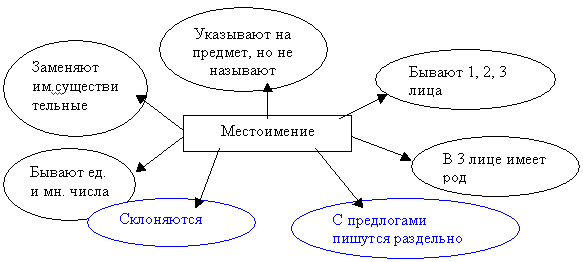 Указывают на
предмет, но не
называют
Заменяют
им.существи
тельные
Бывают 1, 2, 3
лица
Местоимение
В 3 лице имеет
род
Бывают ед.
и мн. числа
Склоняются
С предлогами
пишутся раздельно